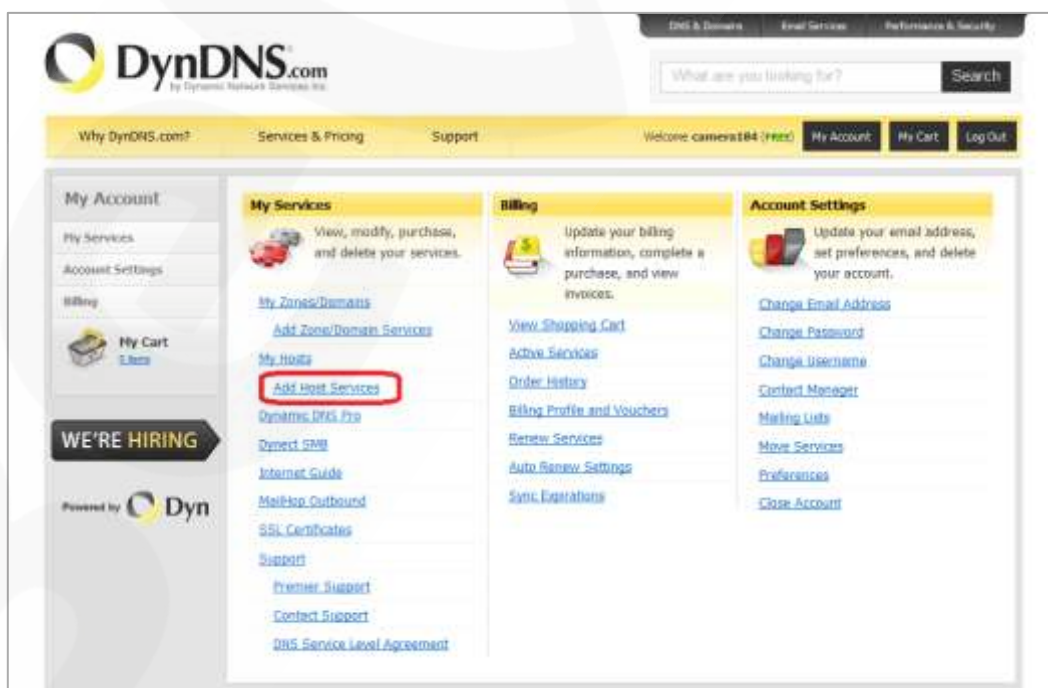 DNS & Domains Email Services Performance & Security
DynDNS.com
by Dynamic Network Services Inc.
What are you looking for? Search
Why DynDNS.com? Services & Pricing Support Welcome camera184 (FREE) My Account My Cart Log Out
My Account
My Services
Account Settings
Billing
My Cart
items
WE'RE HIRING
Powered by Dyn
My Services
View, modify, purchase,
and delete your services.
My Zones/Domains
Add Zone/Domain Services
My Hosts
Add Host Services
Dynamic DNS Pro
Dynect SMB
Internet Guide
MailHop Outbound
SSL Certificates
Support
Premier Support
Contact Support
DNS Service Level Agreement
Billing
Update your billing
information, complete a
purchase, and view
invoices.
View Shopping Cart
Active Services
Order History
Billing Profile and Vouchers
Renew Services
Auto Renew Settings
Sync Expirations
Account Settings
Update your email address,
set preferences, and delete
your account.
Change Email Address
Change Password
Change Username
Contact Manager
Mailing Lists
Move Services
Preferences
Close Account